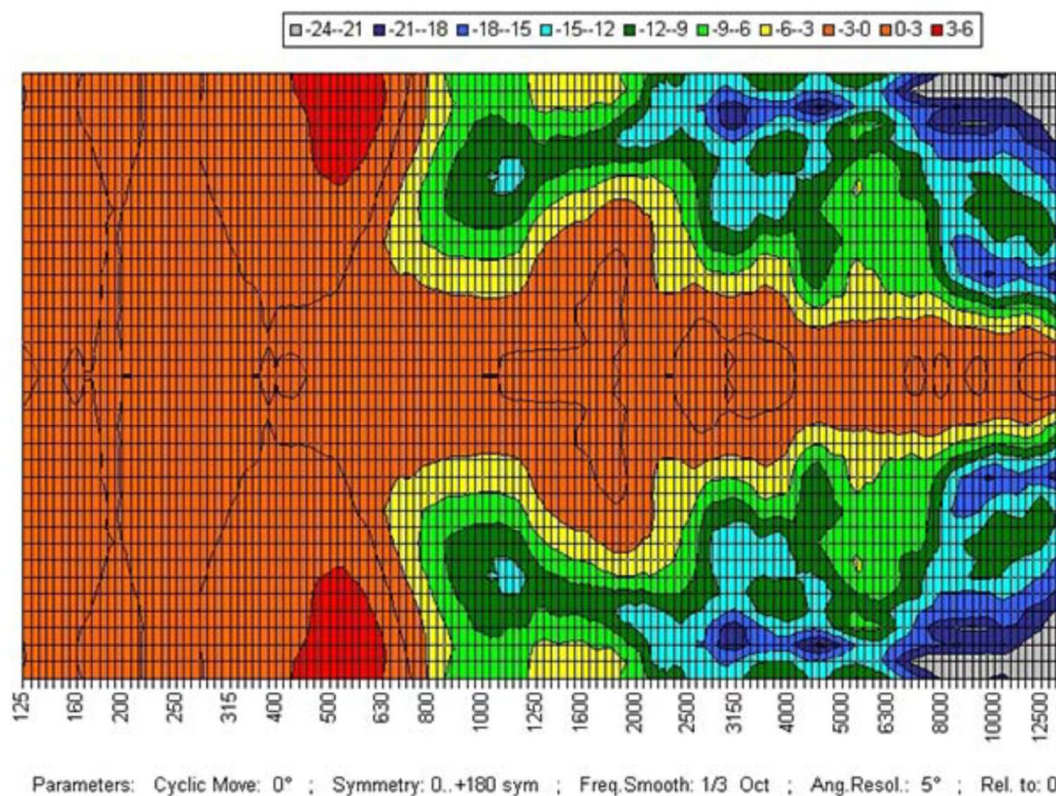 -24--21 -21--18 -18--15 -15--12 -12--9 -9--6 -6--3 -3-0 0-3 3-6
125 160 200 250 315 400 500 630 800 1000 1250 1600 2000 2500 3150 4000 5000 6300 8000 10000 12500
Parameters: Cyclic Move: 0° ; Symmetry: 0..+180 sym ; Freq.Smooth: 1/3 Oct ; Ang.Resol.: 5° ; Rel. to: 0